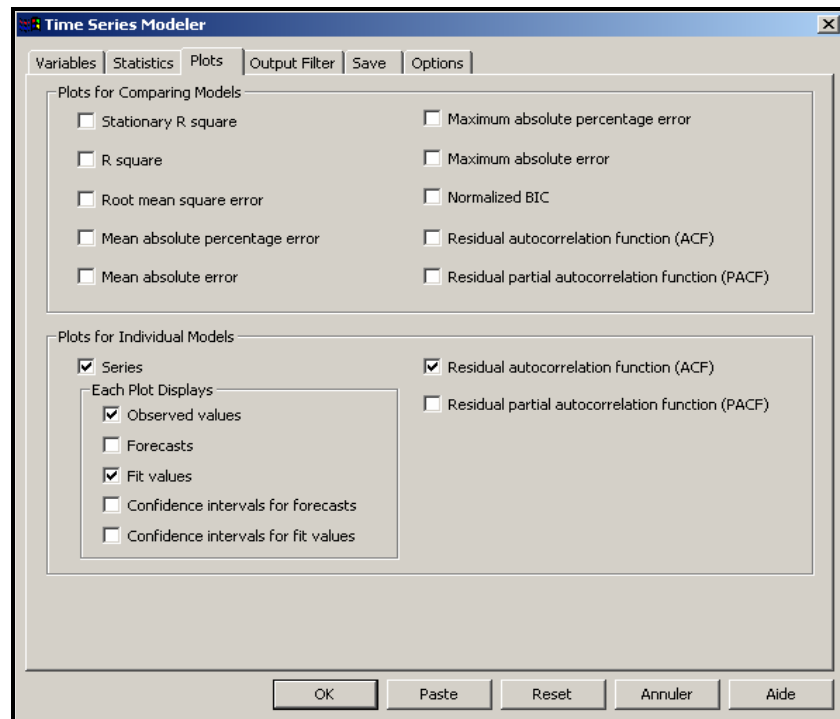 Time Series Modeler
Variables Statistics Plots Output Filter Save Options
Plots for Comparing Models
Stationary R square
R square
Root mean square error
Mean absolute percentage error
Mean absolute error
Maximum absolute percentage error
Maximum absolute error
Normalized BIC
Residual autocorrelation function (ACF)
Residual partial autocorrelation function (PACF)
Plots for Individual Models
Series
Each Plot Displays
Observed values
Forecasts
Fit values
Confidence intervals for forecasts
Confidence intervals for fit values
Residual autocorrelation function (ACF)
Residual partial autocorrelation function (PACF)
OK Paste Reset Annuler Aide